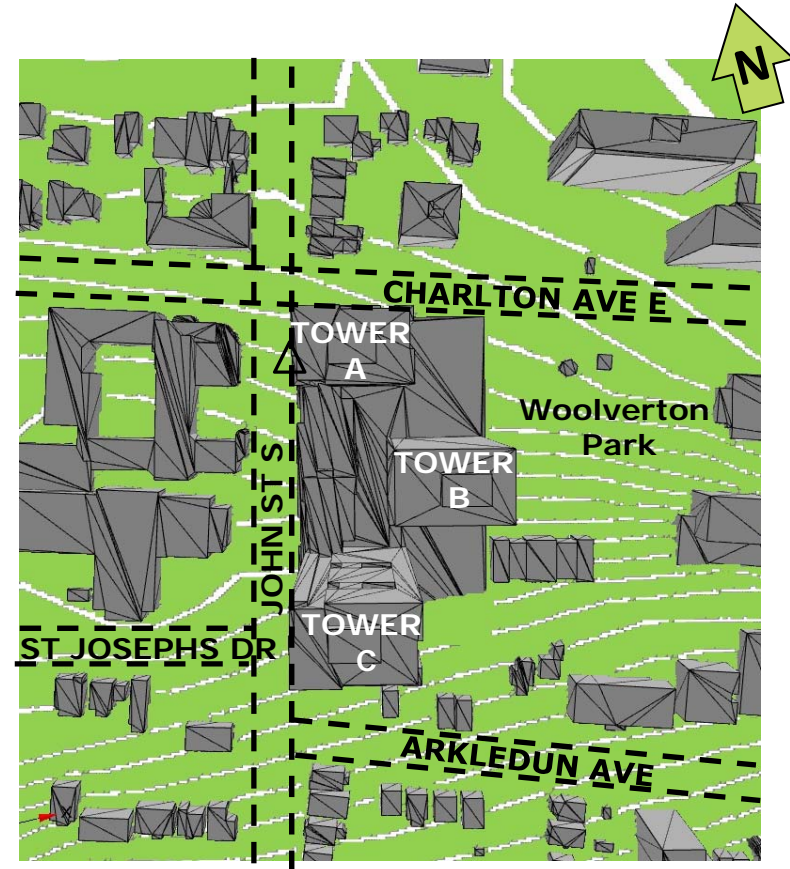 N
CHARLTON AVE E
TOWER
A
Woolverton
Park
TOWER
B
JOHN ST S
TOWER
C
ST JOSEPHS DR
ARKLEDUN AVE